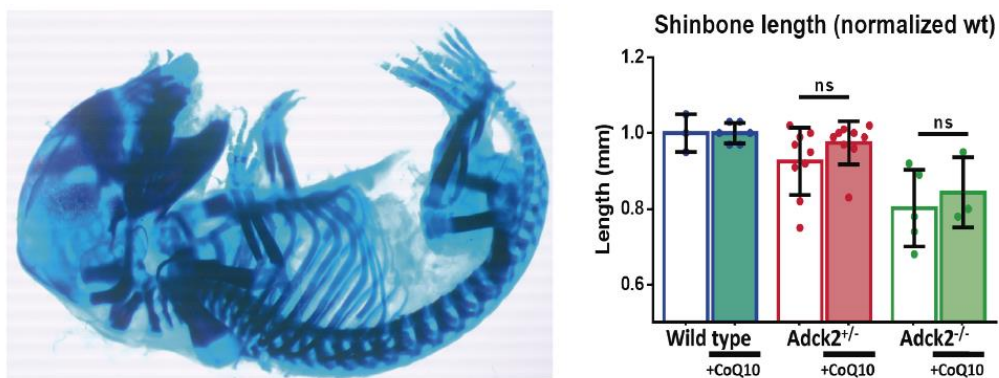 Shinbone length (normalized wt)
Length (mm)
1.2
1.0
0.8
0.6
ns
ns
Wild type
Adck2+/-
Adck2-/-
+CoQ10
+CoQ10
+CoQ10